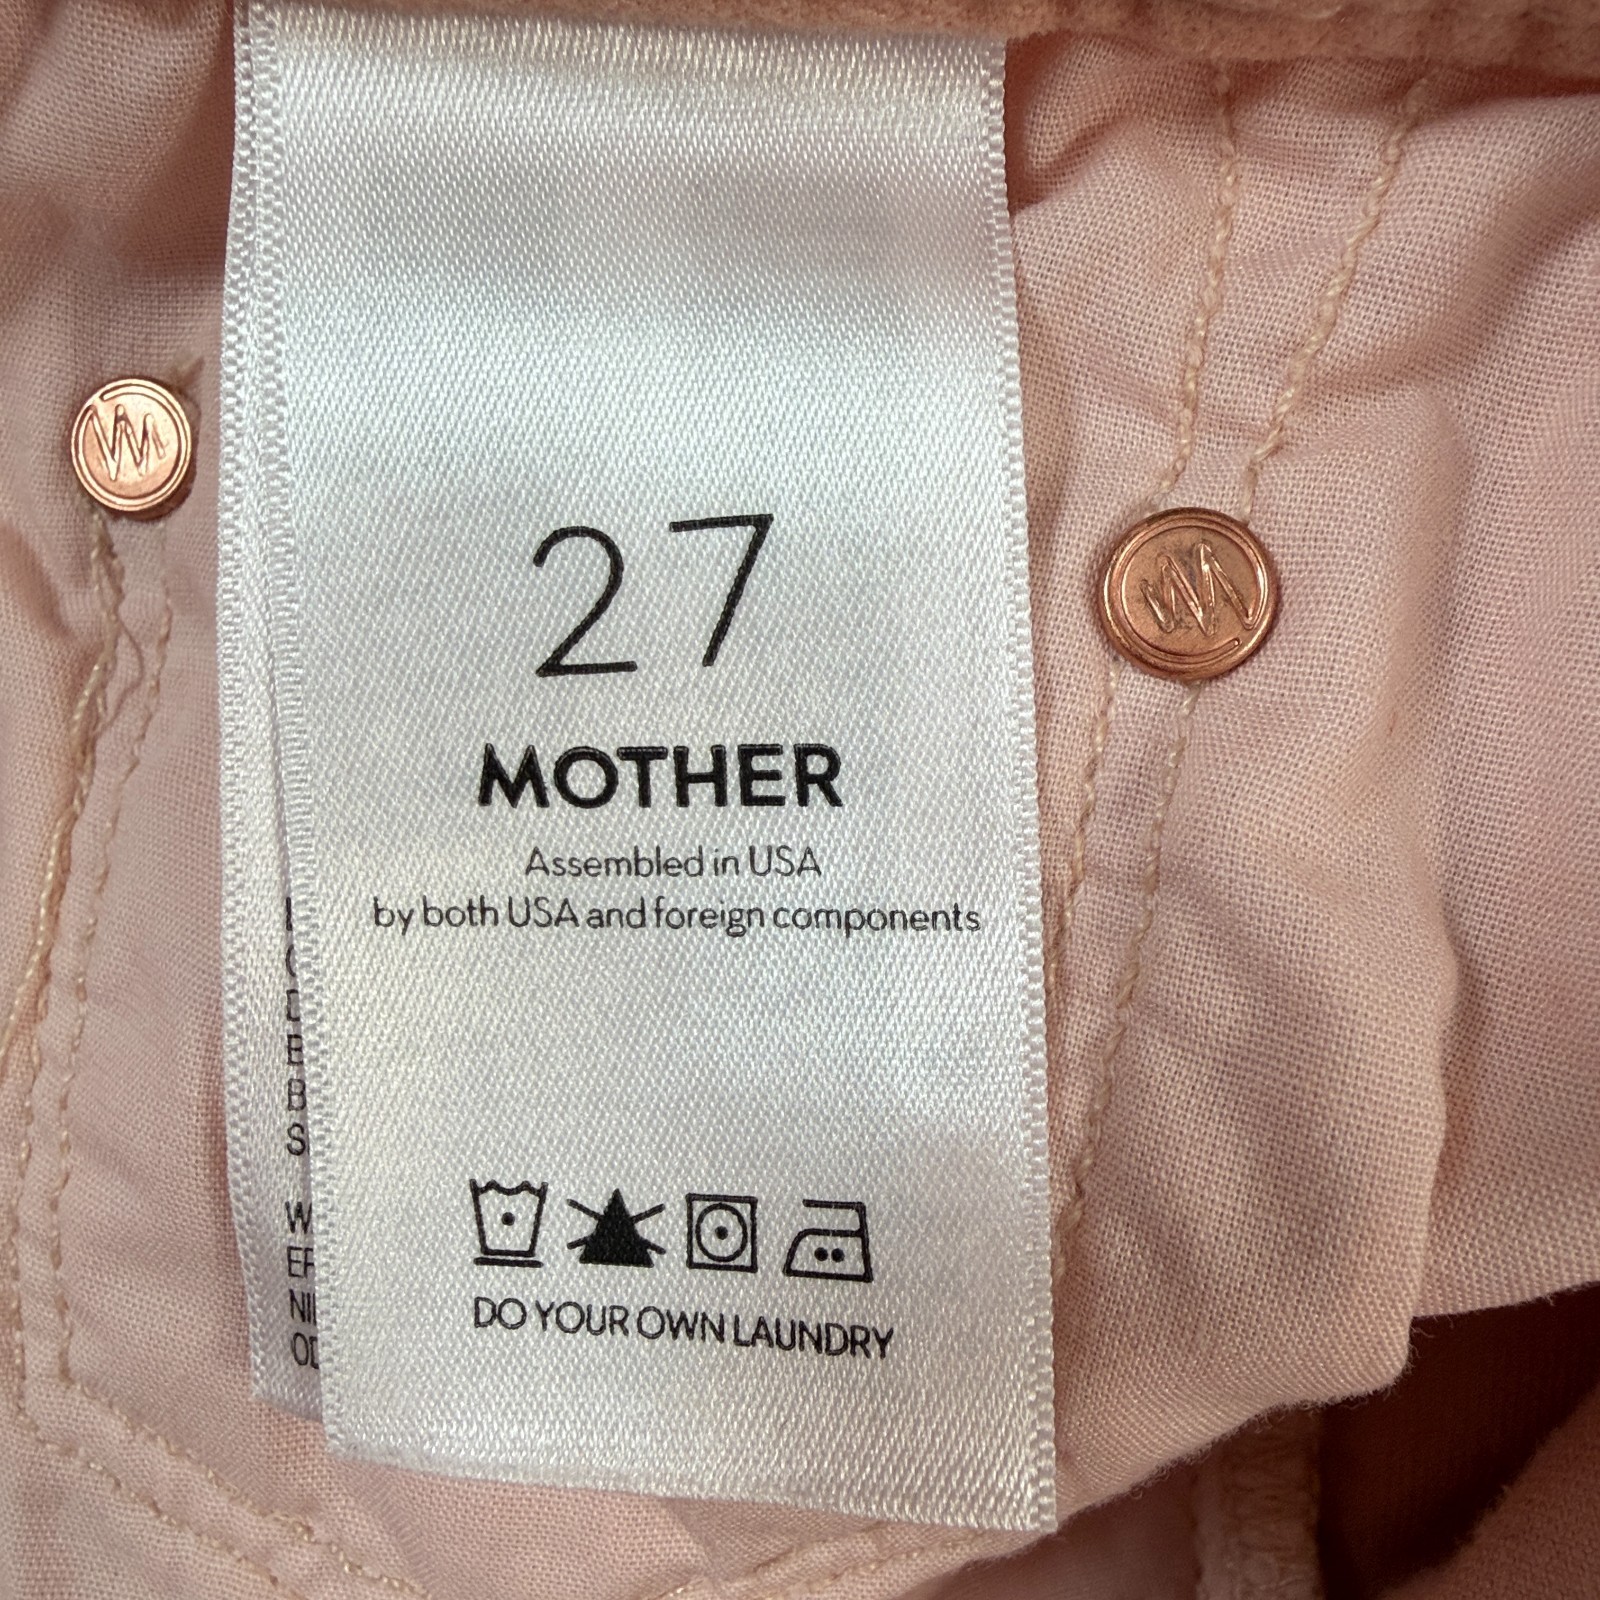 27
MOTHER
Assembled in USA
by both USA and foreign components
DO YOUR OWN LAUNDRY